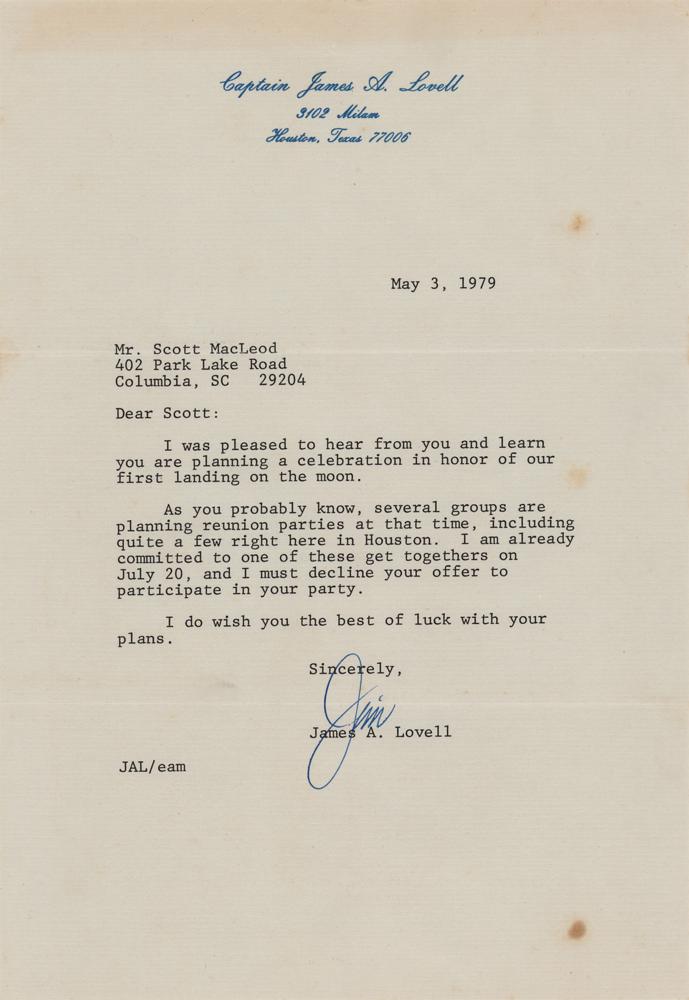 Captain James A. Lovell
3102 Milam
Houston, Texas 77006
May 3, 1979
Mr. Scott MacLeod
402 Park Lake Road
Columbia, SC 29204
Dear Scott:
I was pleased to hear from you and learn
you are planning a celebration in honor of our
first landing on the moon.
As you probably know, several groups are
planning reunion parties at that time, including
quite a few right here in Houston. I am already
committed to one of these get togethers on
July 20, and I must decline your offer to
participate in your party.
I do wish you the best of luck with your
plans.
Sincerely,
Jim
James A. Lovell
JAL/eam